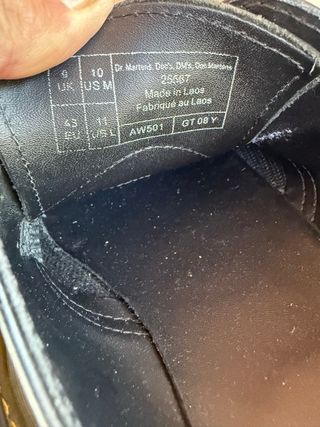 9 UK
10 US M
43 EU
11 US L
Dr. Martens, Doc's, DM's, Doc Martens
25567
Made in Laos
Fabriqué au Laos
AW501
GT 08 Y